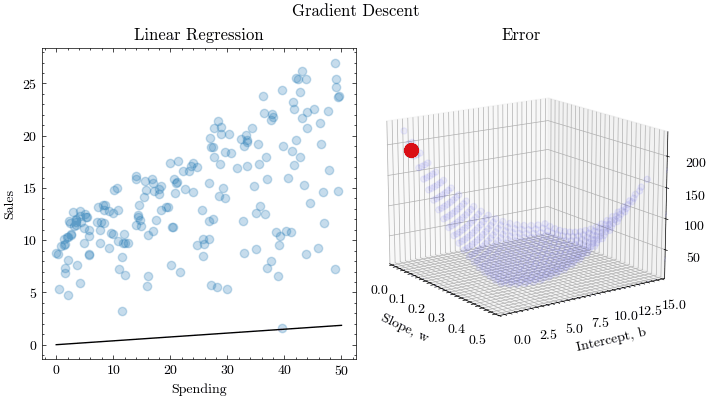 Gradient Descent
Linear Regression
Error
25
20
15
10
5
0
Sales
0 10 20 30 40 50
Spending
200
150
100
50
0.0 0.1 0.2 0.3 0.4 0.5
Slope, w
0.0 2.5 5.0 7.5 10.0 12.5 15.0
Intercept, b